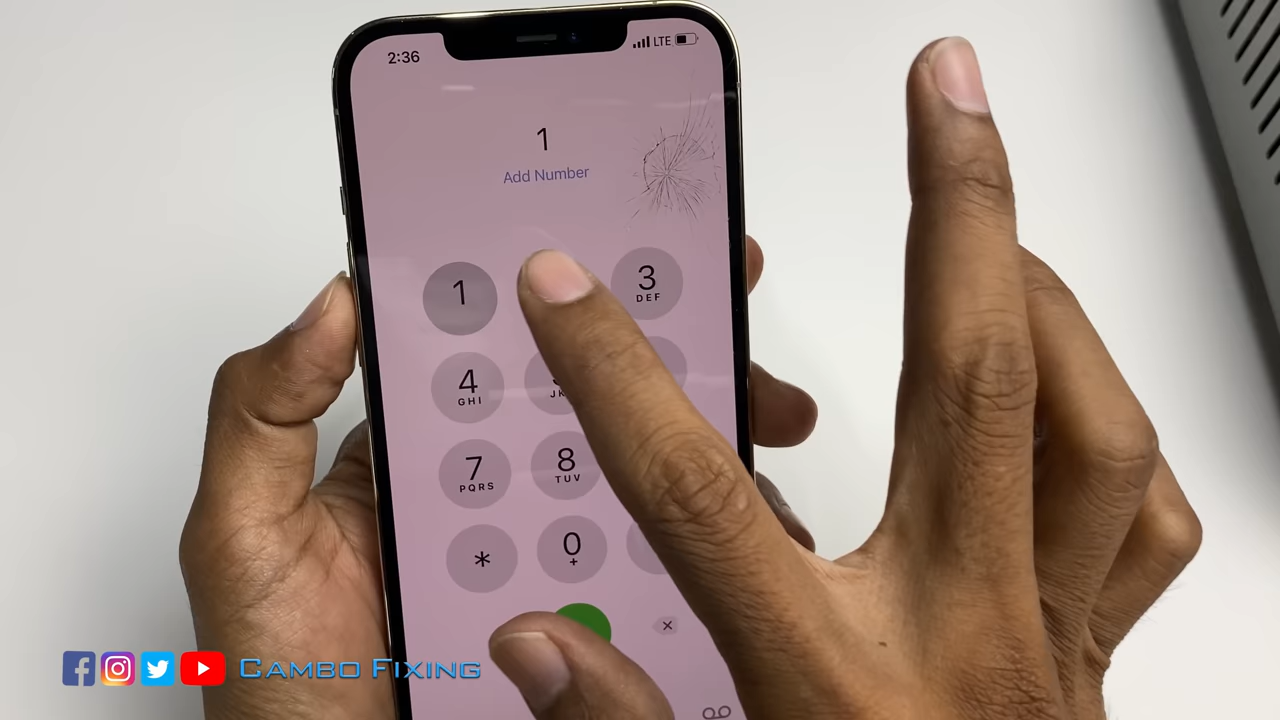 2:36
LTE
1
Add Number
1
3
DEF
4
GHI
7
PQRS
8
TUV
*
0
+
CAMBO FIXING